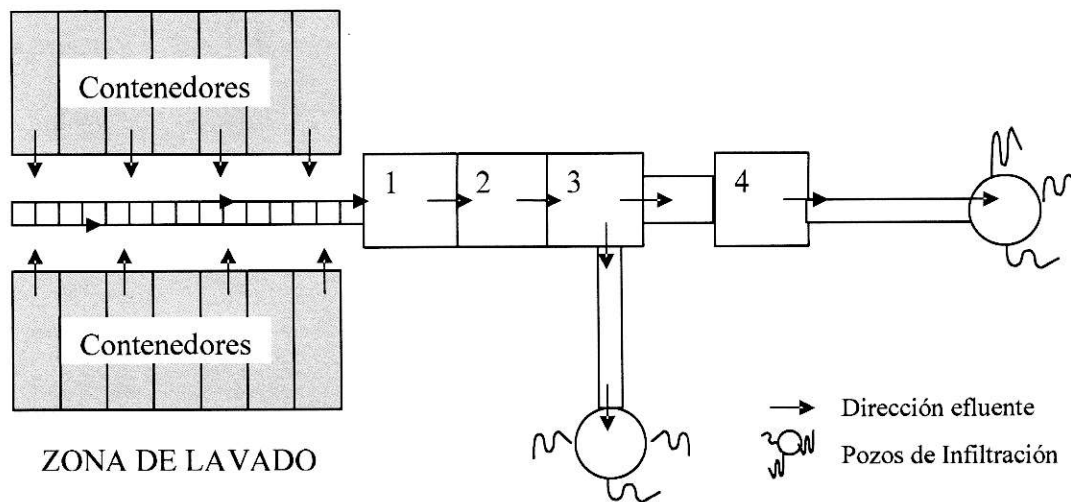 Contenedores
1
2
3
4
Contenedores
ZONA DE LAVADO
Dirección efluente
Pozos de Infiltración